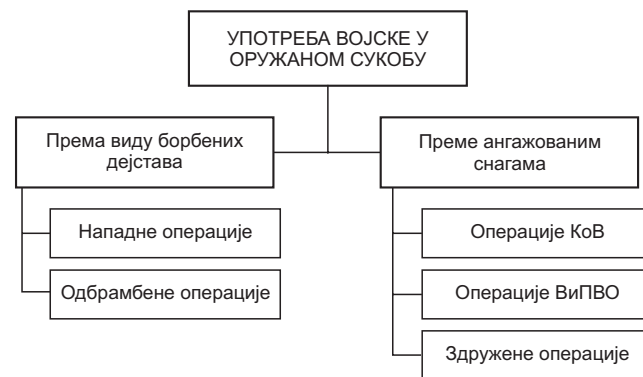 УПОТРЕБА ВОЈСКЕ У
ОРУЖАНОМ СУКОБУ
Према виду борбених
дејстава
Нападне операције
Одбрамбене операције
Преме ангажованим
снагама
Операције КоВ
Операције ВиПВО
Здружене операције